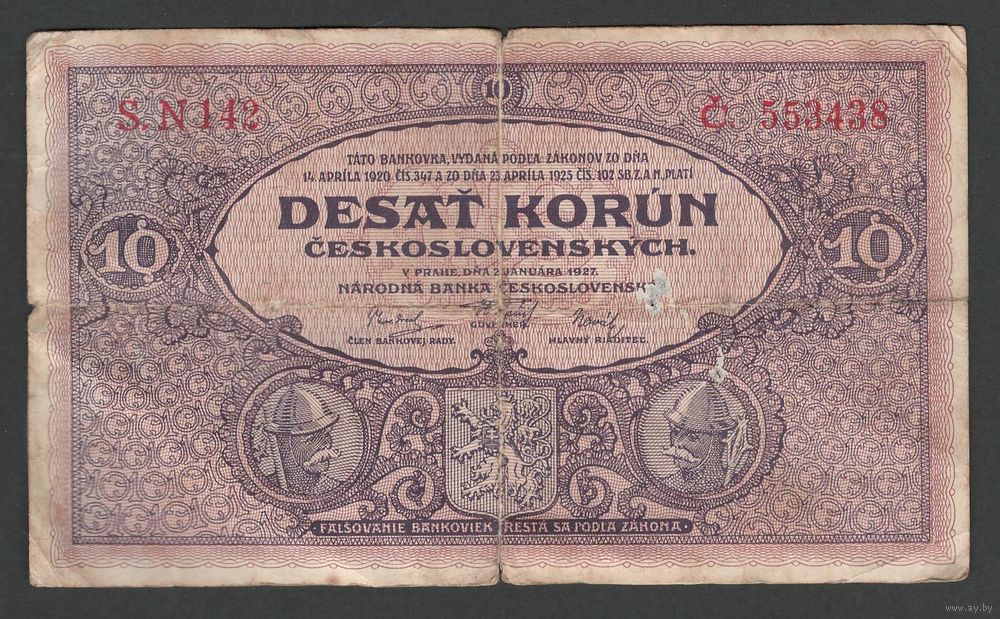 10
S.N142
Č. 553438
TÁTO BANKOVKA, VYDANÁ PODĽA ZÁKONOV ZO DŇA
14. APRÍLA 1920 ČÍS. 347 A ZO DŇA 23 APRÍLA 1925 ČÍS. 102 SB. Z. A N. PLATÍ
DESAŤ KORÚN
ČESKOSLOVENSKÝCH.
10
10
V PRAHE, DŇA 2. JANUÁRA 1927.
NÁRODNÁ BANKA ČESKOSLOVENSK
GUVERNER.
ČLEN BANKOVEJ RADY.
HLAVNÝ RIADITEĽ.
· FALŠOVANIE BANKOVIEK RESTÁ SA PODĽA ZÁKONA ·
www.ay.by